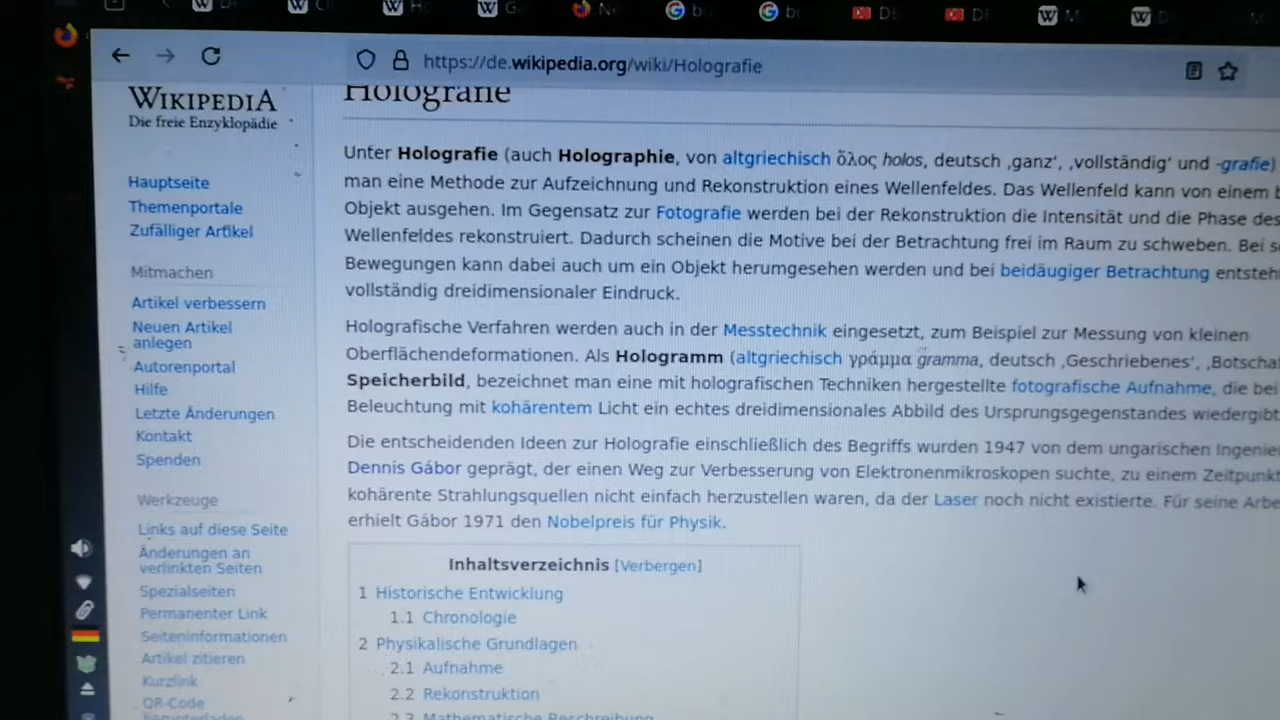 https://de.wikipedia.org/wiki/Holografie
WIKIPEDIA
Die freie Enzyklopädie
Hauptseite
Themenportale
Zufälliger Artikel
Mitmachen
Artikel verbessern
Neuen Artikel
anlegen
Autorenportal
Hilfe
Letzte Änderungen
Kontakt
Spenden
Werkzeuge
Links auf diese Seite
Änderungen an
verlinkten Seiten
Spezialseiten
Permanenter Link
Seiteninformationen
Artikel zitieren
Kurzlink
QR-Code
Holografie
Unter Holografie (auch Holographie, von altgriechisch ὅλος holos, deutsch ‚ganz‘, ‚vollständig‘ und -grafie)
man eine Methode zur Aufzeichnung und Rekonstruktion eines Wellenfeldes. Das Wellenfeld kann von einem
Objekt ausgehen. Im Gegensatz zur Fotografie werden bei der Rekonstruktion die Intensität und die Phase des
Wellenfeldes rekonstruiert. Dadurch scheinen die Motive bei der Betrachtung frei im Raum zu schweben. Bei
Bewegungen kann dabei auch um ein Objekt herumgesehen werden und bei beidäugiger Betrachtung
vollständig dreidimensionaler Eindruck.
Holografische Verfahren werden auch in der Messtechnik eingesetzt, zum Beispiel zur Messung von kleinen
Oberflächendeformationen. Als Hologramm (altgriechisch γράμμα gramma, deutsch ‚Geschriebenes‘,
Speicherbild, bezeichnet man eine mit holografischen Techniken hergestellte fotografische Aufnahme, die bei
Beleuchtung mit kohärentem Licht ein echtes dreidimensionales Abbild des Ursprungsgegenstandes wiedergibt
Die entscheidenden Ideen zur Holografie einschließlich des Begriffs wurden 1947 von dem ungarischen
Dennis Gábor geprägt, der einen Weg zur Verbesserung von Elektronenmikroskopen suchte, zu einem
kohärente Strahlungsquellen nicht einfach herzustellen waren, da der Laser noch nicht existierte. Für seine
erhielt Gábor 1971 den Nobelpreis für Physik.
Inhaltsverzeichnis [Verbergen]
1 Historische Entwicklung
1.1 Chronologie
2 Physikalische Grundlagen
2.1 Aufnahme
2.2 Rekonstruktion
2.3 Mathematische Beschreibung